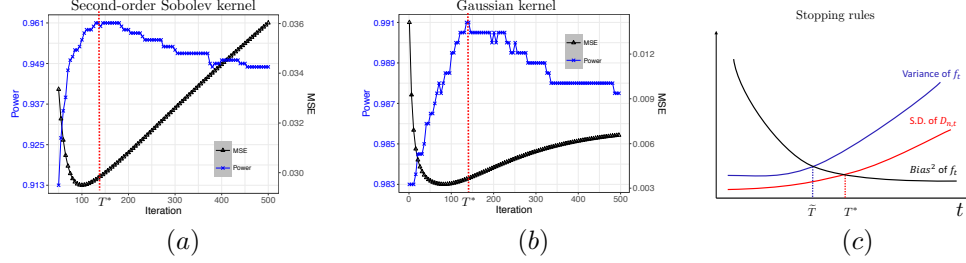 Second-order Sobolev kernel
0.961
0.949
0.937
0.925
0.913
Power
0.036
0.034
0.032
0.030
MSE
MSE
Power
100
200
300
400
500
T*
Iteration
(a)
Gaussian kernel
0.991
0.989
0.987
0.985
0.983
Power
0.012
0.009
0.006
0.003
MSE
MSE
Power
0
100
200
300
400
500
T*
Iteration
(b)
Stopping rules
Variance of f_t
S.D. of D_{n,t}
Bias² of f_t
T̃
T*
t
(c)